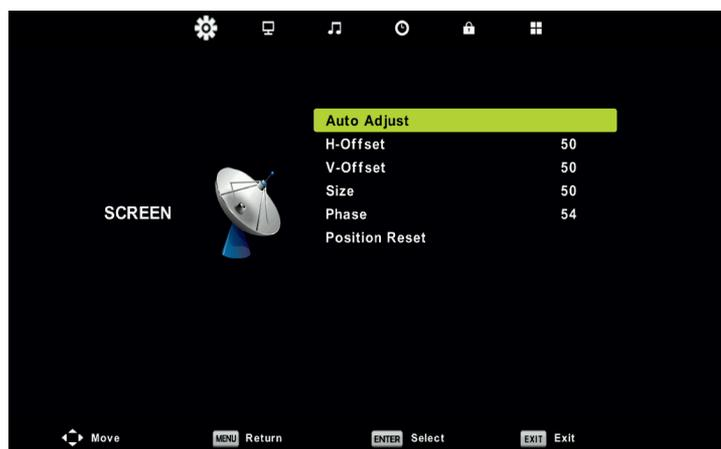 Auto Adjust
H-Offset 50
V-Offset 50
Size 50
SCREEN
Phase 54
Position Reset
Move MENU Return ENTER Select EXIT Exit